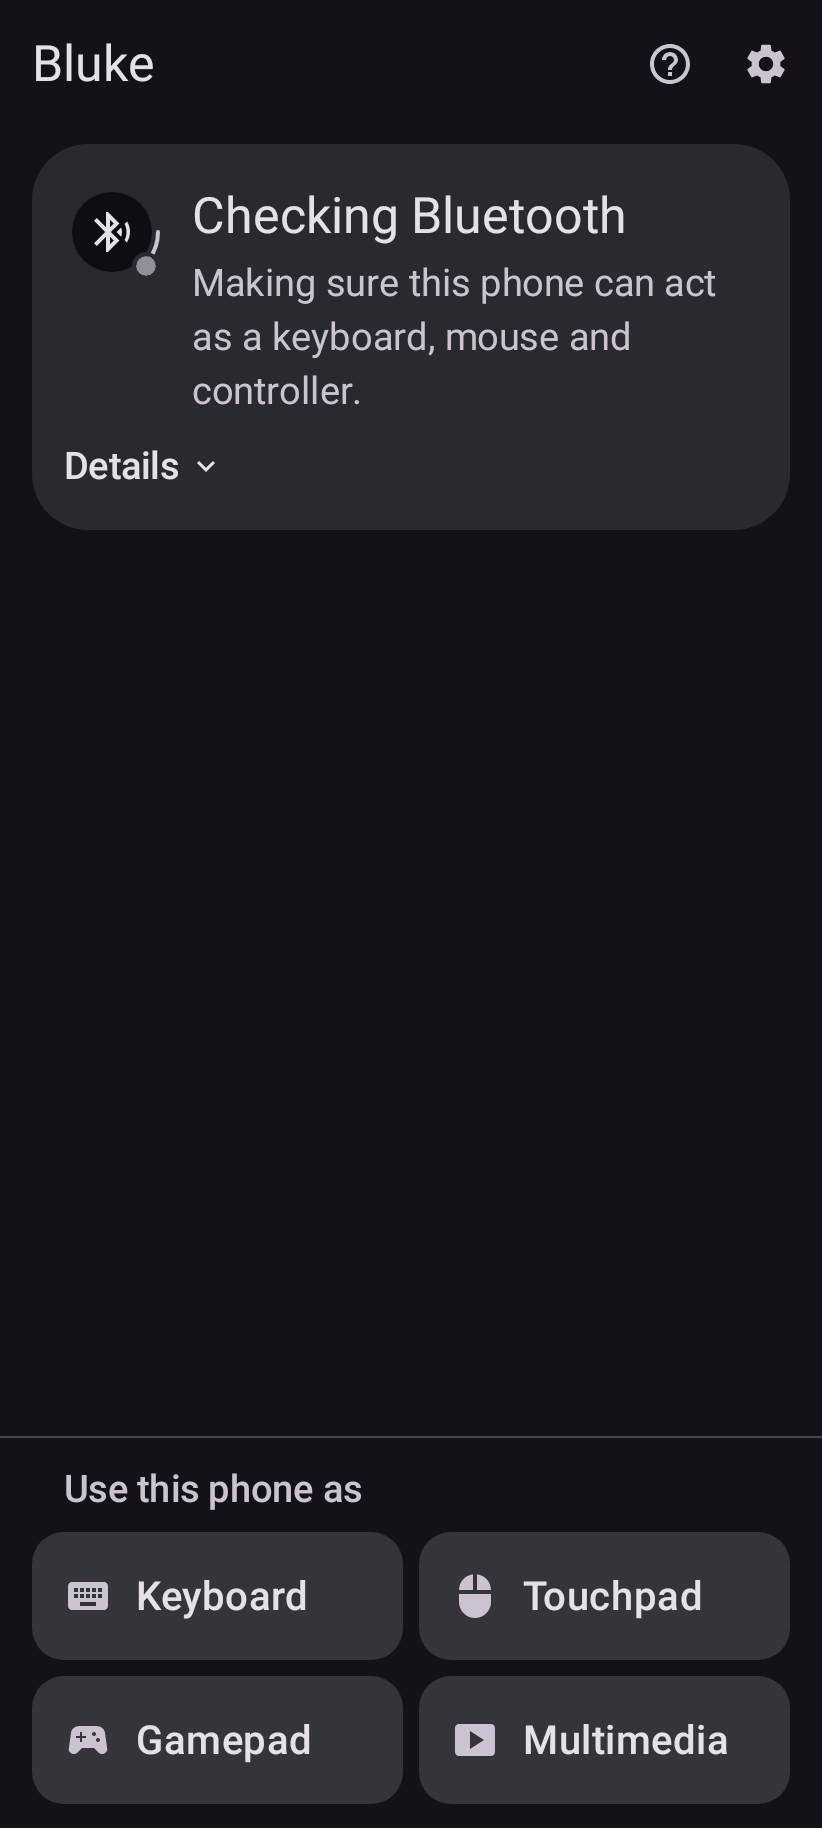 Bluke
Checking Bluetooth
Making sure this phone can act
as a keyboard, mouse and
controller.
Details
Use this phone as
Keyboard
Touchpad
Gamepad
Multimedia